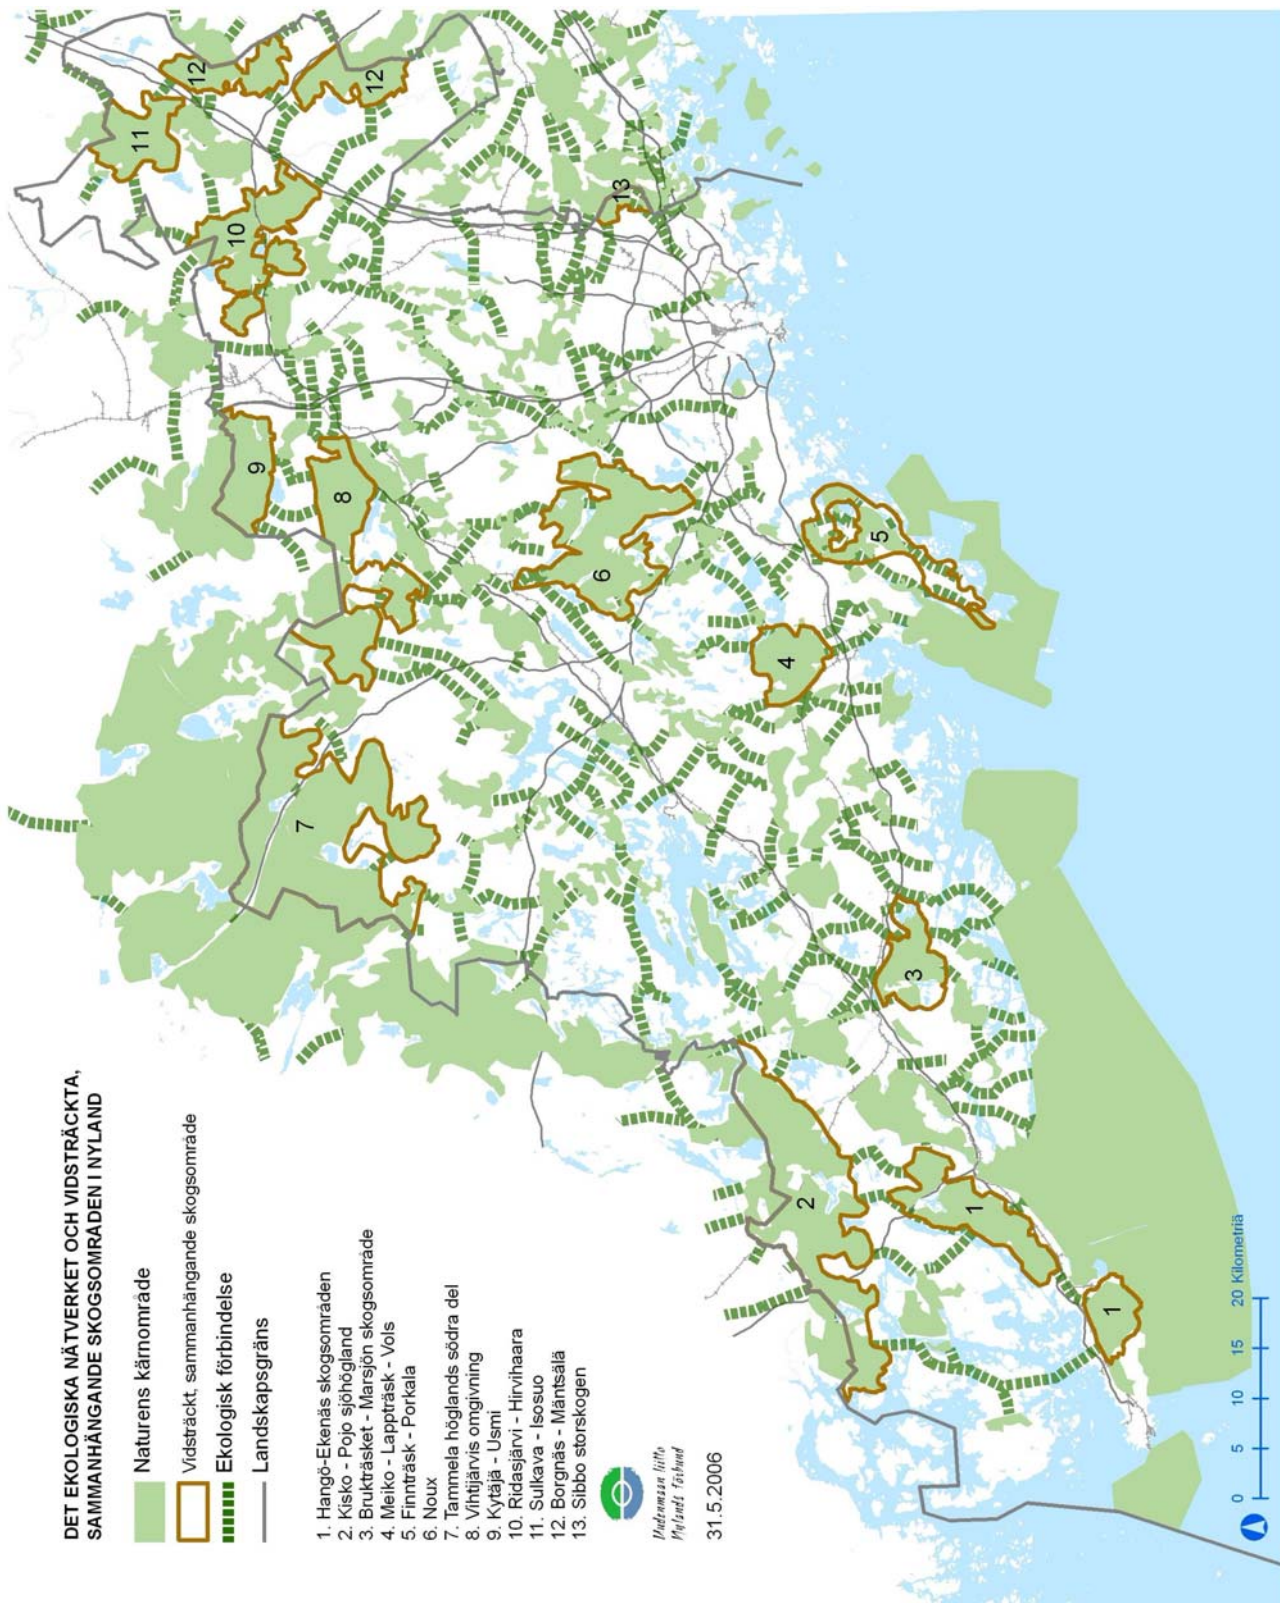 DET EKOLOGISKA NÄTVERKET OCH VIDSTRÄCKTA,
SAMMANHÄNGANDE SKOGSOMRÅDEN I NYLAND
Naturens kärnområde
Vidsträckt, sammanhängande skogsområde
Ekologisk förbindelse
Landskapsgräns
1. Hangö-Ekenäs skogsområden
2. Kisko - Pojo sjöhögland
3. Brukträsket - Marsjön skogsområde
4. Meiko - Lappträsk - Vols
5. Finnträsk - Porkala
6. Noux
7. Tammela höglands södra del
8. Vihtijärvis omgivning
9. Kytäjä - Usmi
10. Ridasjärvi - Hirvihaara
11. Sulkava - Isosuo
12. Borgnäs - Mäntsälä
13. Sibbo storskogen
Uudenmaan liitto
Nylands förbund
31.5.2006
0 5 10 15 20 Kilometriä
1
1
2
3
4
5
6
7
8
9
10
11
12
12
13